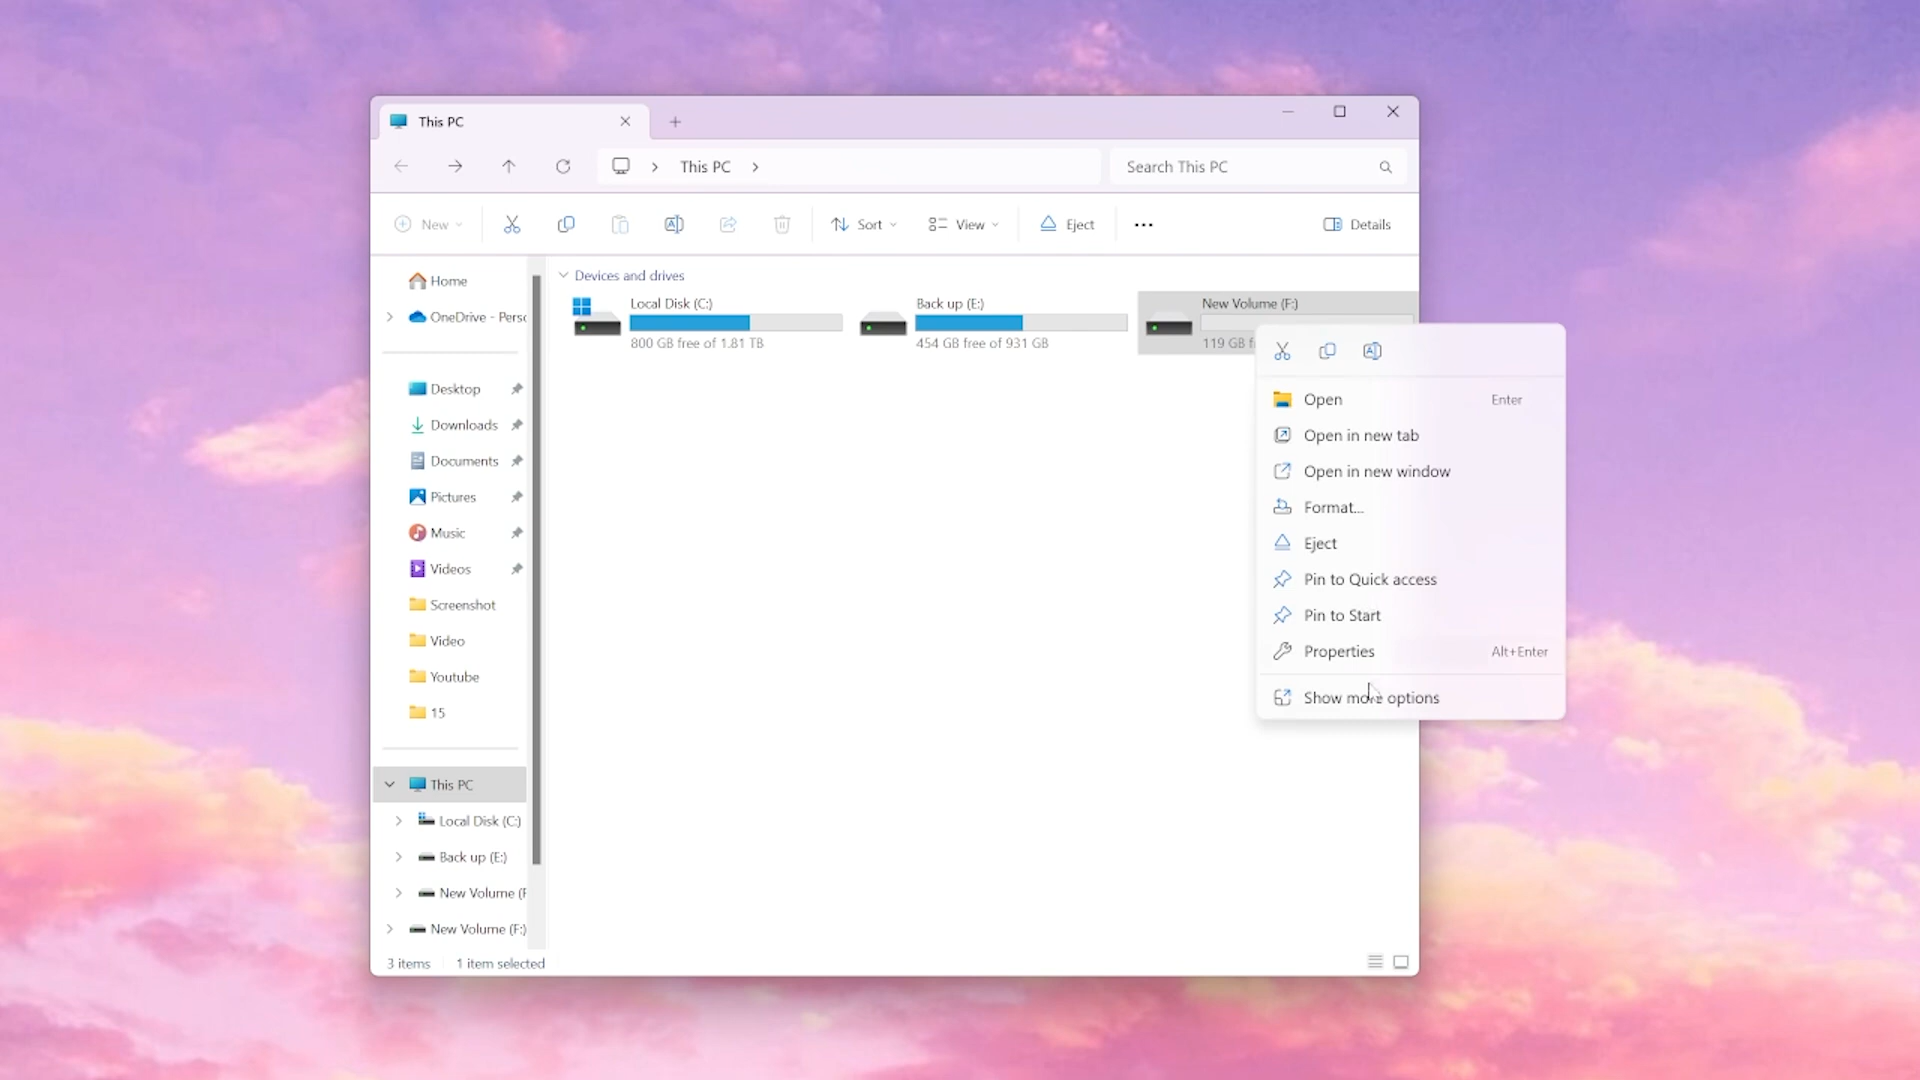 This PC
This PC
Search This PC
New
Sort
View
Eject
Details
Home
OneDrive - Perso
Desktop
Downloads
Documents
Pictures
Music
Videos
Screenshot
Video
Youtube
15
This PC
Local Disk (C:)
Back up (E:)
New Volume (F
New Volume (F:)
Devices and drives
Local Disk (C:)
800 GB free of 1.81 TB
Back up (E:)
454 GB free of 931 GB
New Volume (F:)
119 GB f
Open Enter
Open in new tab
Open in new window
Format...
Eject
Pin to Quick access
Pin to Start
Properties Alt+Enter
Show more options
3 items 1 item selected